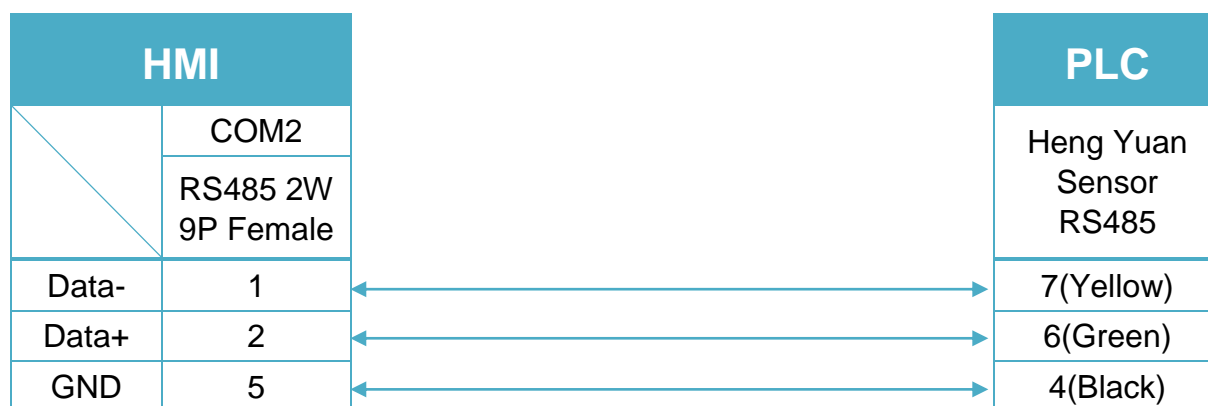 HMI
PLC
COM2
RS485 2W
9P Female
Heng Yuan
Sensor
RS485
Data- 1 7(Yellow)
Data+ 2 6(Green)
GND 5 4(Black)